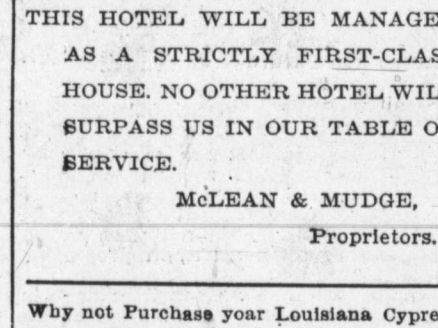 THIS HOTEL WILL BE MANAGE
AS A STRICTLY FIRST-CLAS
HOUSE. NO OTHER HOTEL WIL
SURPASS US IN OUR TABLE O
SERVICE.
McLEAN & MUDGE,
Proprietors.
Why not Purchase yoar Louisiana Cypre